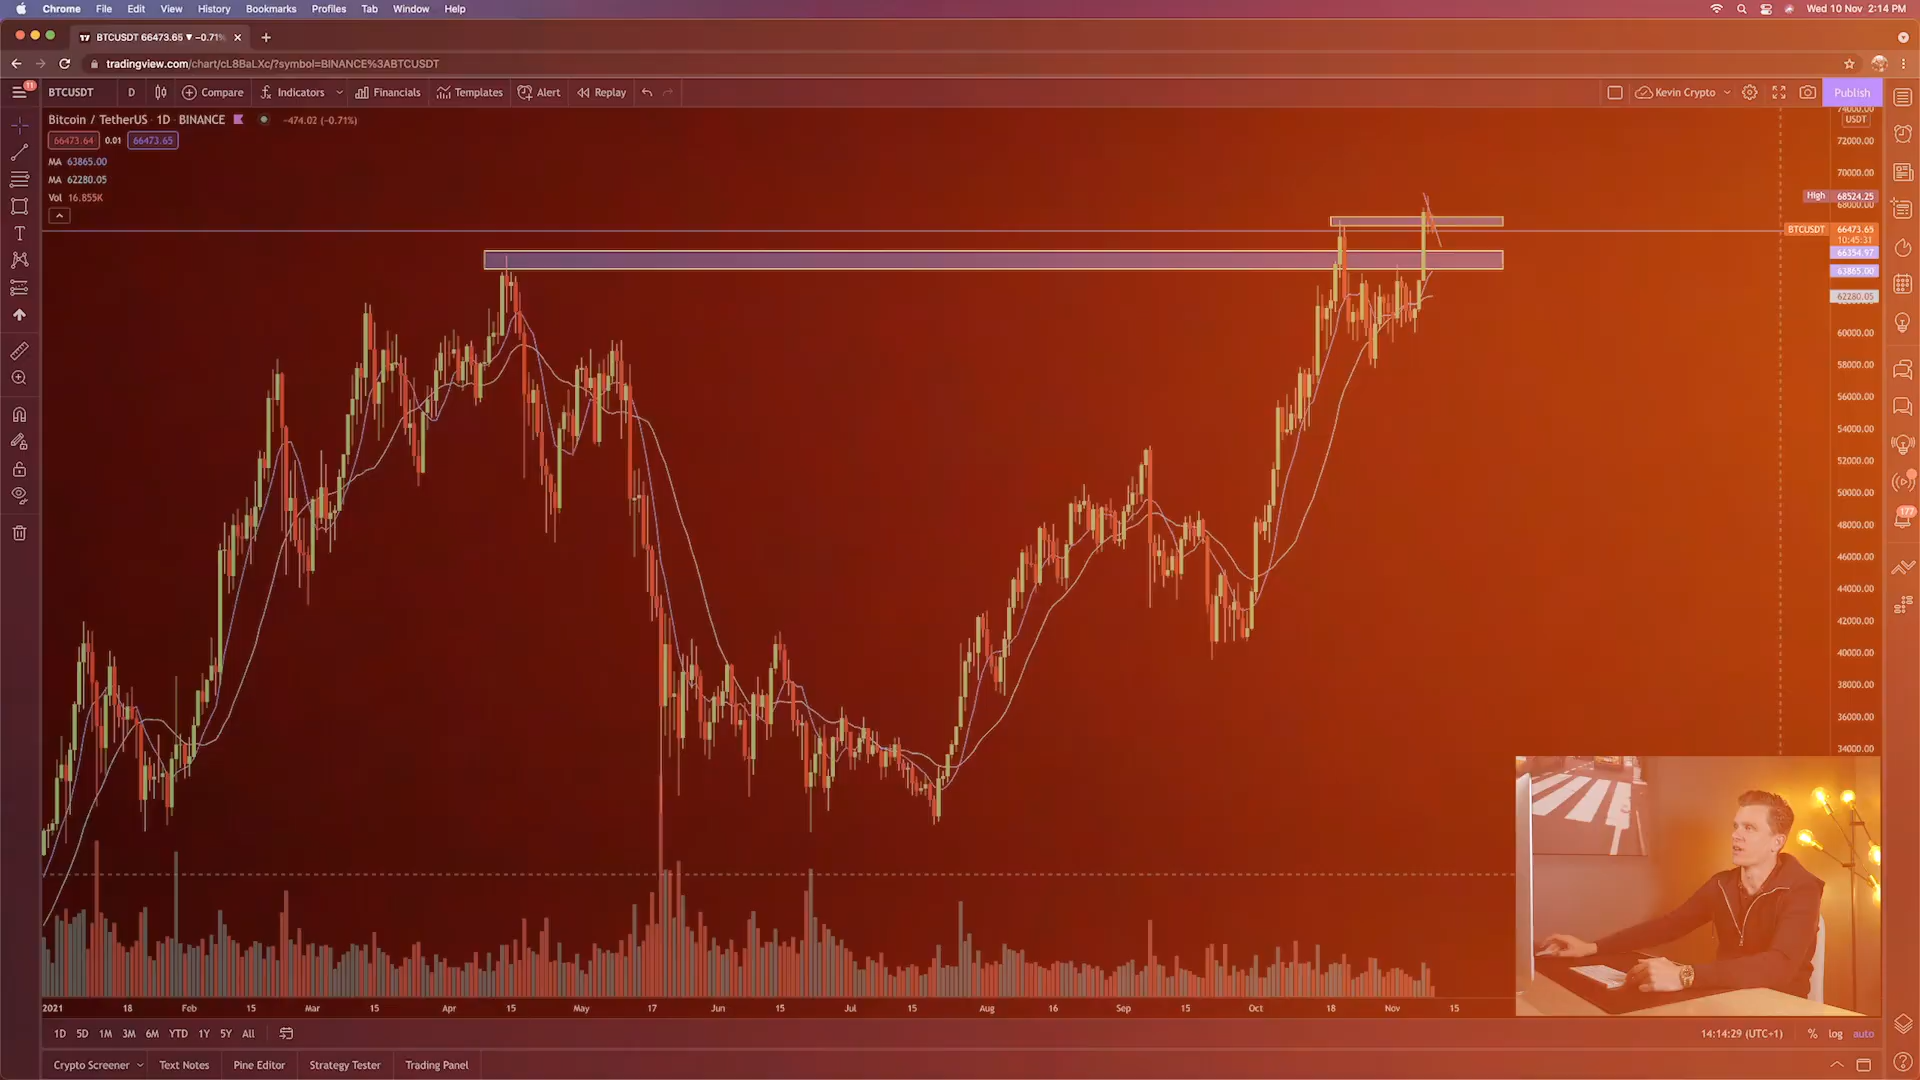 Chrome File Edit View History Bookmarks Profiles Tab Window Help Wed 10 Nov 2:14 PM
BTCUSDT 66473.65 ▼ −0.71%
tradingview.com/chart/cL8BaLXc/?symbol=BINANCE%3ABTCUSDT
11 BTCUSDT D Compare Indicators Financials Templates Alert Replay Kevin Crypto Publish
Bitcoin / TetherUS · 1D · BINANCE −474.02 (−0.71%)
66473.64 0.01 66473.65
MA 63865.00
MA 62280.05
Vol 16.855K
74000.00
USDT
72000.00
70000.00
High 68524.25
68000.00
BTCUSDT 66473.65
10:45:31
66354.97
63865.00
62280.05
60000.00
58000.00
56000.00
54000.00
52000.00
50000.00
48000.00
46000.00
44000.00
42000.00
40000.00
38000.00
36000.00
34000.00
177
2021 18 Feb 15 Mar 15 Apr 15 May 17 Jun 15 Jul 15 Aug 16 Sep 15 Oct 18 Nov 15
1D 5D 1M 3M 6M YTD 1Y 5Y All 14:14:29 (UTC+1) % log auto
Crypto Screener Text Notes Pine Editor Strategy Tester Trading Panel